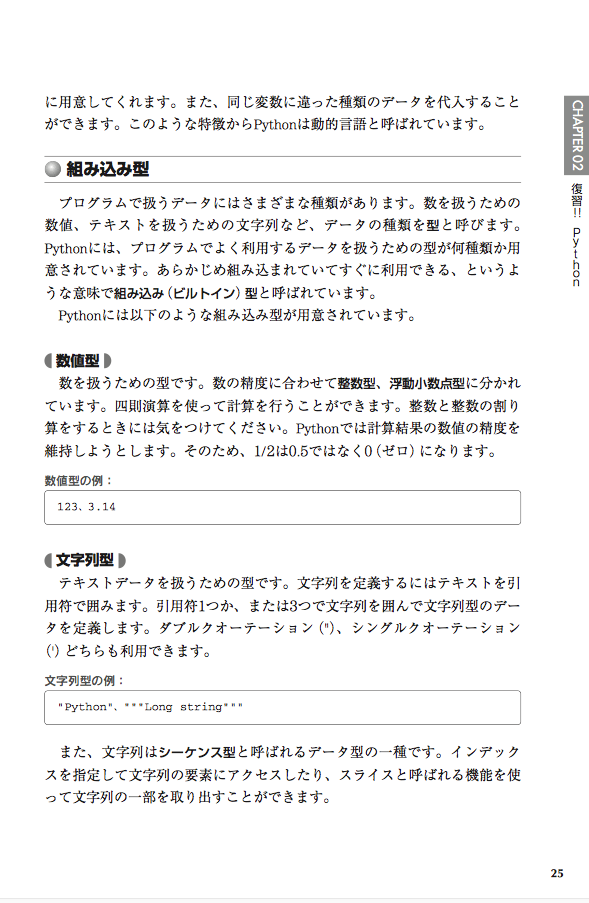 に用意してくれます。また、同じ変数に違った種類のデータを代入すること
ができます。このような特徴からPythonは動的言語と呼ばれています。
組み込み型
プログラムで扱うデータにはさまざまな種類があります。数を扱うための
数値、テキストを扱うための文字列など、データの種類を型と呼びます。
Pythonには、プログラムでよく利用するデータを扱うための型が何種類か用
意されています。あらかじめ組み込まれていてすぐに利用できる、というよ
うな意味で組み込み（ビルトイン）型と呼ばれています。
Pythonには以下のような組み込み型が用意されています。
数値型
数を扱うための型です。数の精度に合わせて整数型、浮動小数点型に分かれ
ています。四則演算を使って計算を行うことができます。整数と整数の割り
算をするときには気をつけてください。Pythonでは計算結果の数値の精度を
維持しようとします。そのため、1/2は0.5ではなく0（ゼロ）になります。
数値型の例：
123、3.14
文字列型
テキストデータを扱うための型です。文字列を定義するにはテキストを引
用符で囲みます。引用符1つか、または3つで文字列を囲んで文字列型のデー
タを定義します。ダブルクオーテーション（"）、シングルクオーテーション
（'）どちらも利用できます。
文字列型の例：
"Python"、"""Long string"""
また、文字列はシーケンス型と呼ばれるデータ型の一種です。インデック
スを指定して文字列の要素にアクセスしたり、スライスと呼ばれる機能を使
って文字列の一部を取り出すことができます。
CHAPTER 02
復習!! Python
25